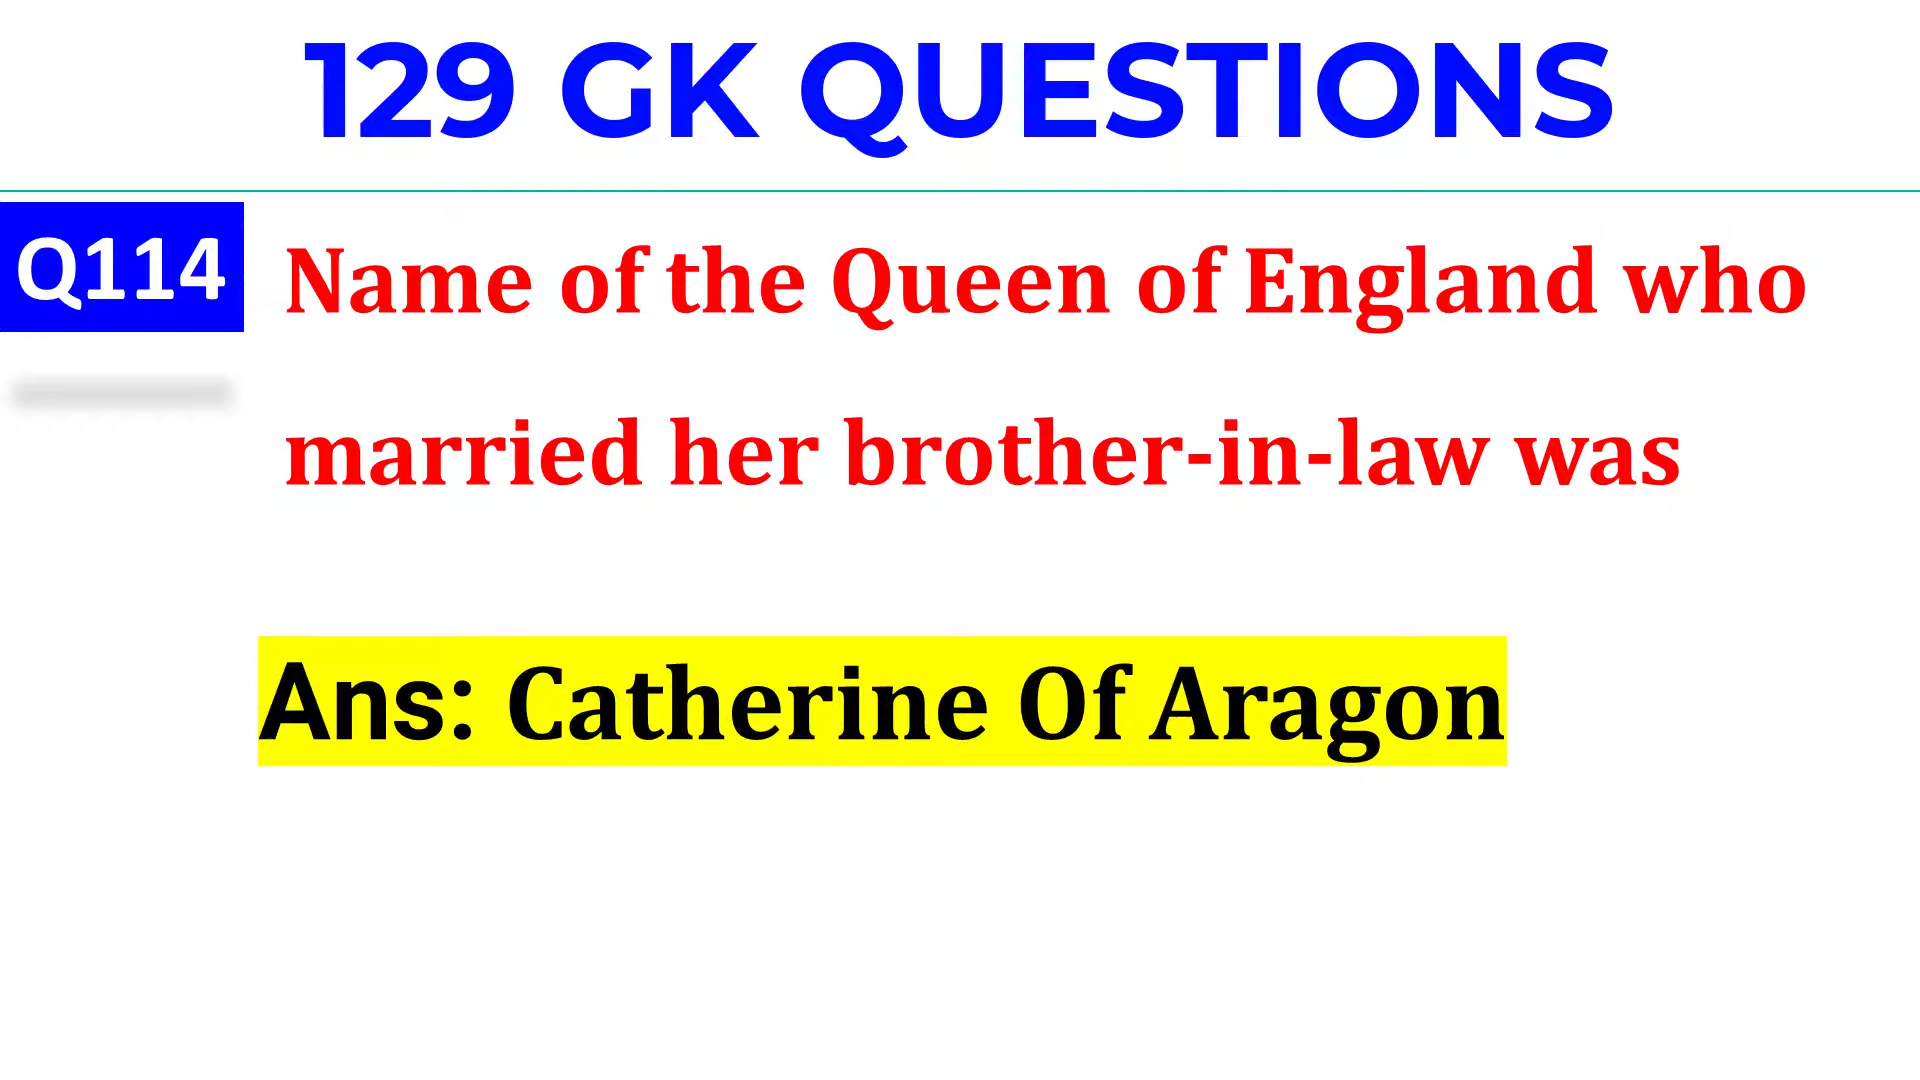 129 GK QUESTIONS
Q114 Name of the Queen of England who
married her brother-in-law was
Ans: Catherine Of Aragon